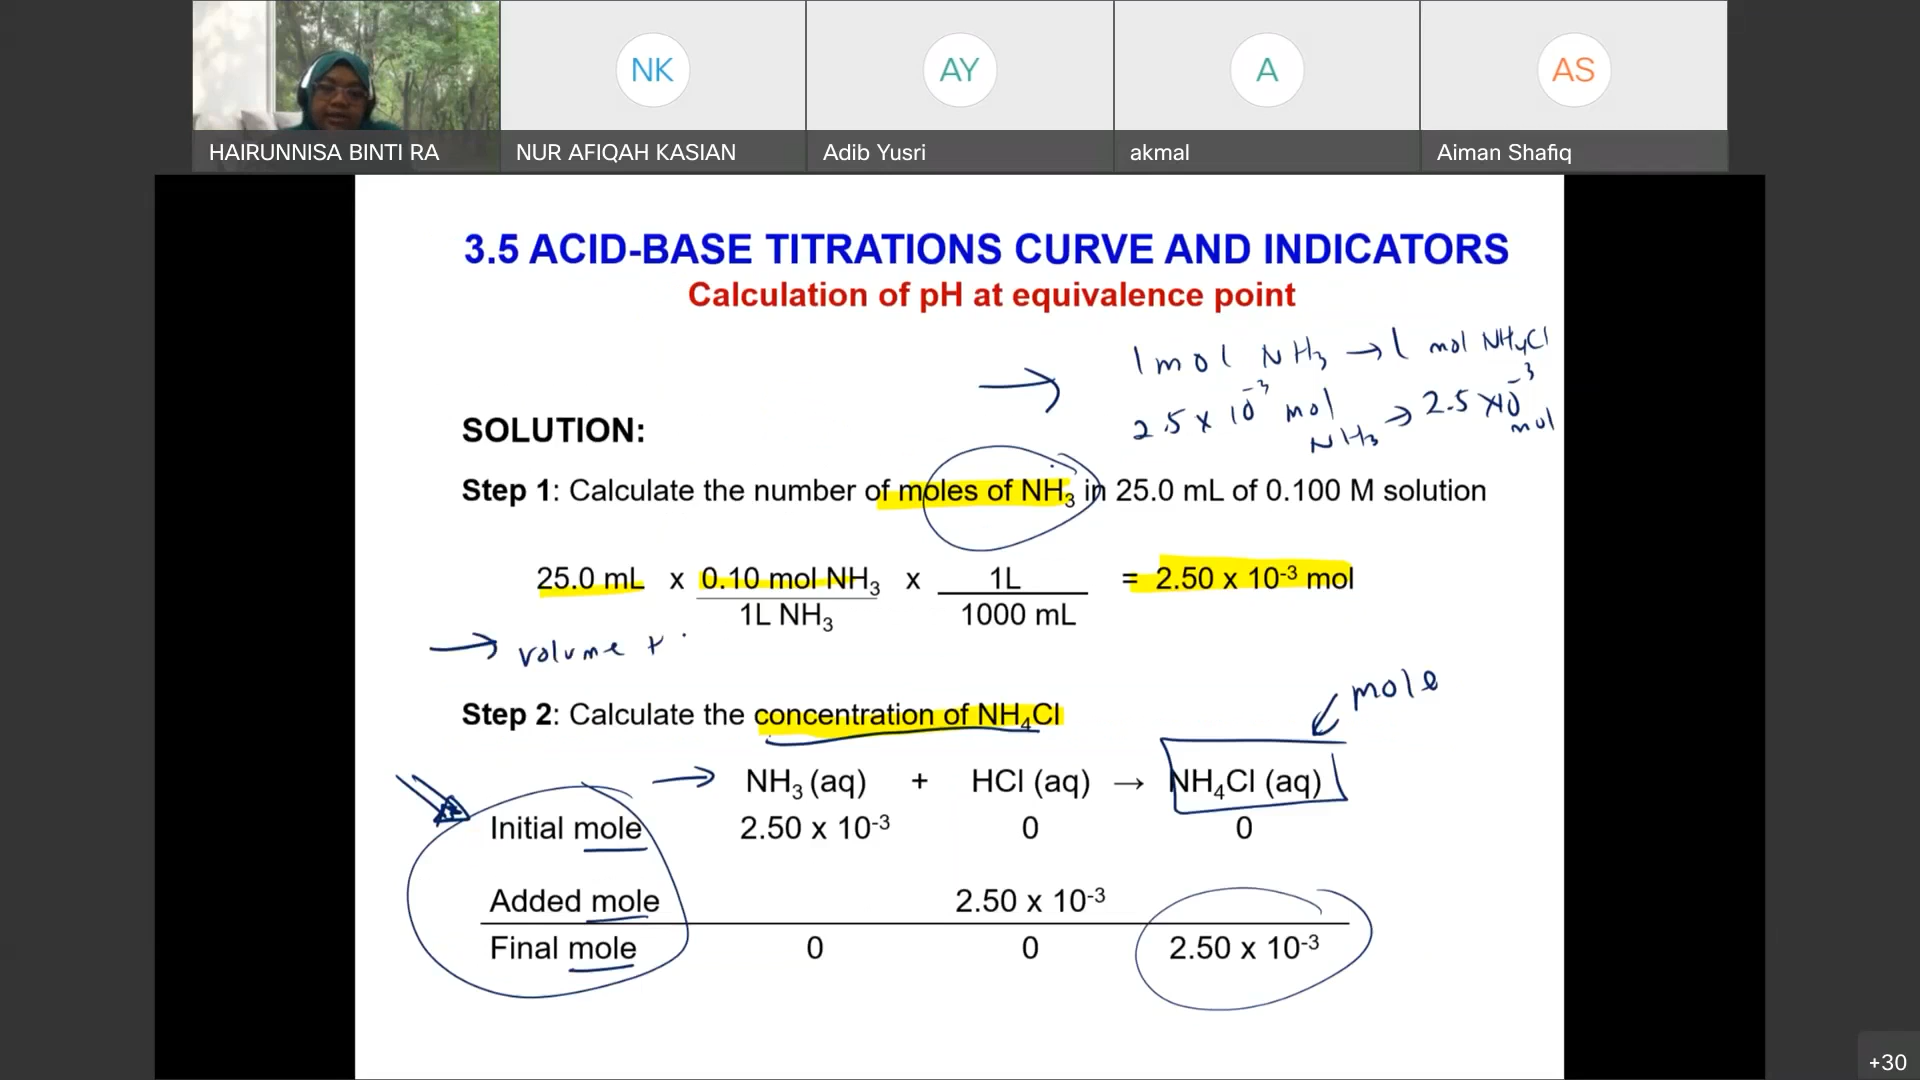 NK
AY
A
AS
HAIRUNNISA BINTI RA
NUR AFIQAH KASIAN
Adib Yusri
akmal
Aiman Shafiq
3.5 ACID-BASE TITRATIONS CURVE AND INDICATORS
Calculation of pH at equivalence point
1 mol NH₃ → 1 mol NH₄Cl
2.5 x 10⁻³ mol NH₃ → 2.5 x 10⁻³ mol
SOLUTION:
Step 1: Calculate the number of moles of NH₃ in 25.0 mL of 0.100 M solution
25.0 mL x 0.10 mol NH₃ x 1L = 2.50 x 10⁻³ mol
1L NH₃ 1000 mL
→ volume +
mole
Step 2: Calculate the concentration of NH₄Cl
→ NH₃ (aq) + HCl (aq) → NH₄Cl (aq)
Initial mole 2.50 x 10⁻³ 0 0
Added mole 2.50 x 10⁻³
Final mole 0 0 2.50 x 10⁻³
+30